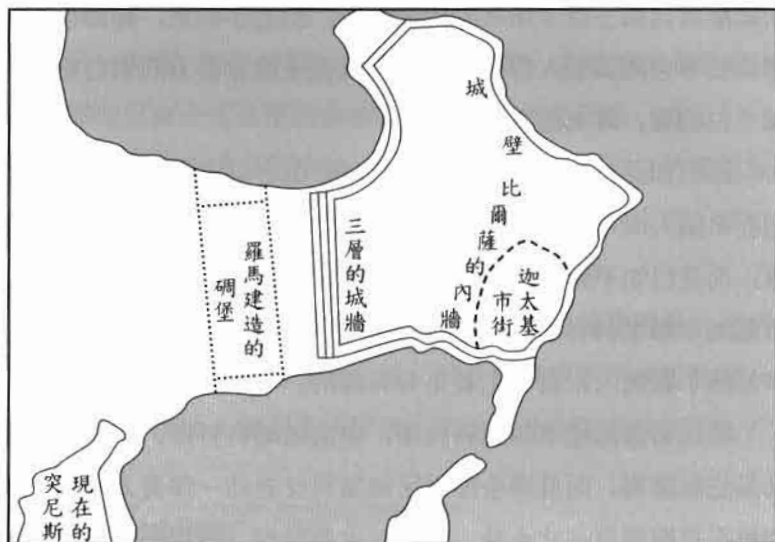 城壁
比爾薩的內牆
迦太基
市街
三層的城牆
羅馬建造的
碉堡
現在的
突尼斯